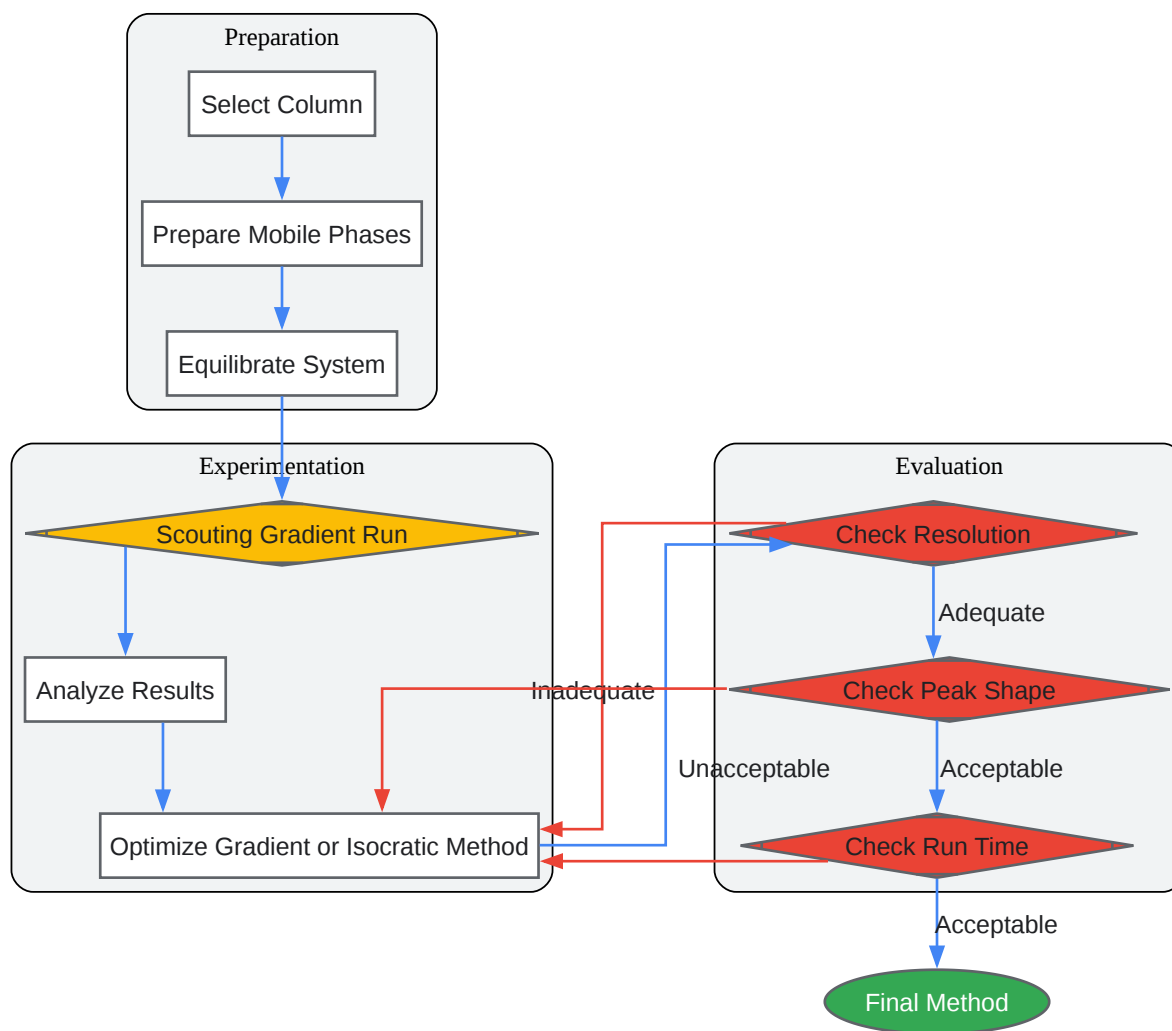 Preparation
Select Column
Prepare Mobile Phases
Equilibrate System
Experimentation
Scouting Gradient Run
Analyze Results
Optimize Gradient or Isocratic Method
Evaluation
Check Resolution
Adequate
Inadequate
Check Peak Shape
Unacceptable
Acceptable
Check Run Time
Acceptable
Final Method